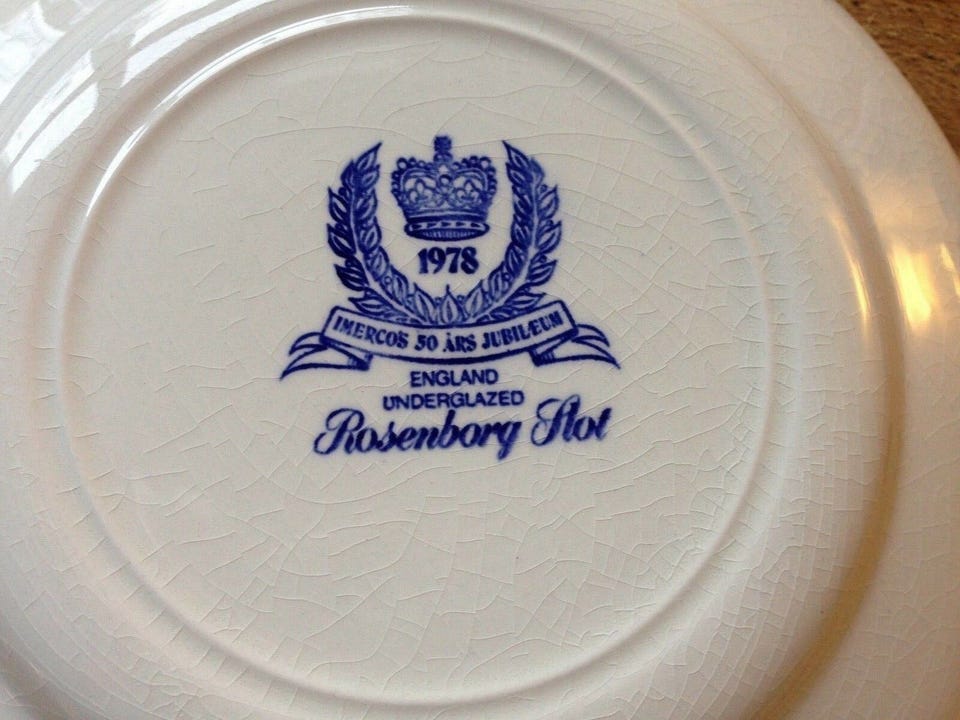 1978
IMERCO'S 50 ÅRS JUBILÆUM
ENGLAND
UNDERGLAZED
Rosenborg Slot